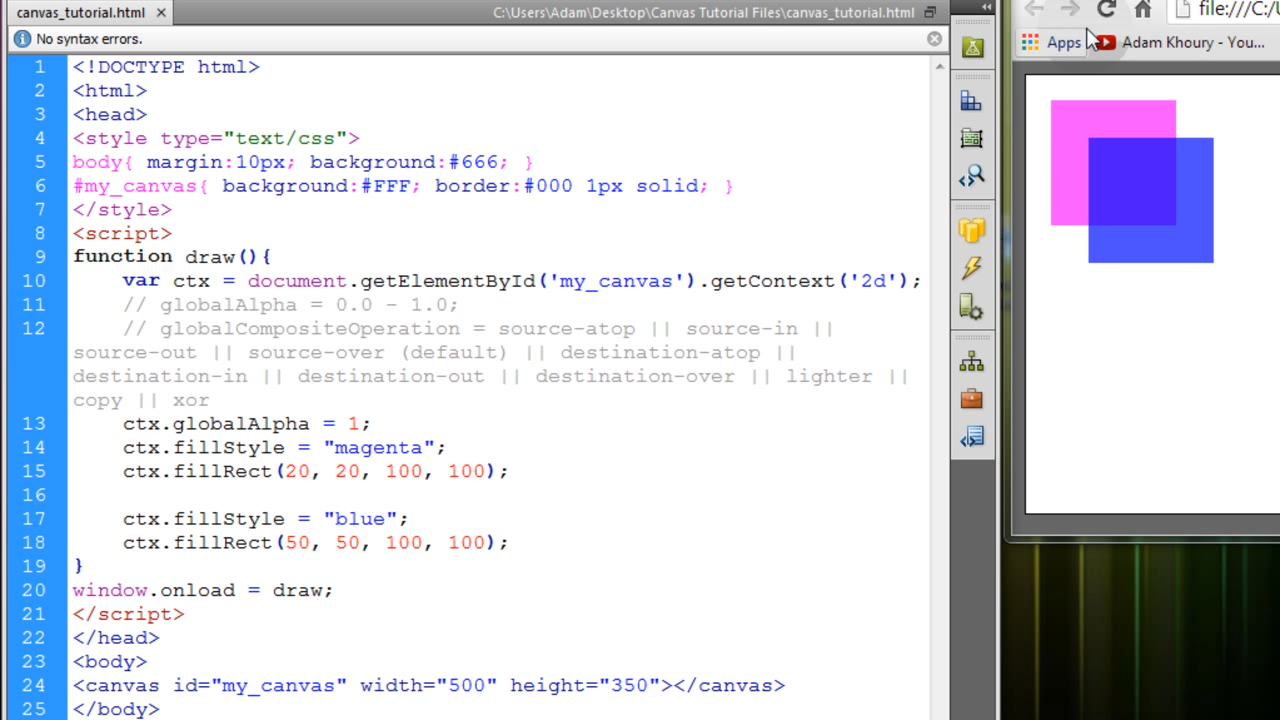 canvas_tutorial.html × C:\Users\Adam\Desktop\Canvas Tutorial Files\canvas_tutorial.html
No syntax errors.
1 <!DOCTYPE html>
2 <html>
3 <head>
4 <style type="text/css">
5 body{ margin:10px; background:#666; }
6 #my_canvas{ background:#FFF; border:#000 1px solid; }
7 </style>
8 <script>
9 function draw(){
10 var ctx = document.getElementById('my_canvas').getContext('2d');
11 // globalAlpha = 0.0 - 1.0;
12 // globalCompositeOperation = source-atop || source-in ||
source-out || source-over (default) || destination-atop ||
destination-in || destination-out || destination-over || lighter ||
copy || xor
13 ctx.globalAlpha = 1;
14 ctx.fillStyle = "magenta";
15 ctx.fillRect(20, 20, 100, 100);
16
17 ctx.fillStyle = "blue";
18 ctx.fillRect(50, 50, 100, 100);
19 }
20 window.onload = draw;
21 </script>
22 </head>
23 <body>
24 <canvas id="my_canvas" width="500" height="350"></canvas>
25 </body>
file:///C:/U
Apps Adam Khoury - You...